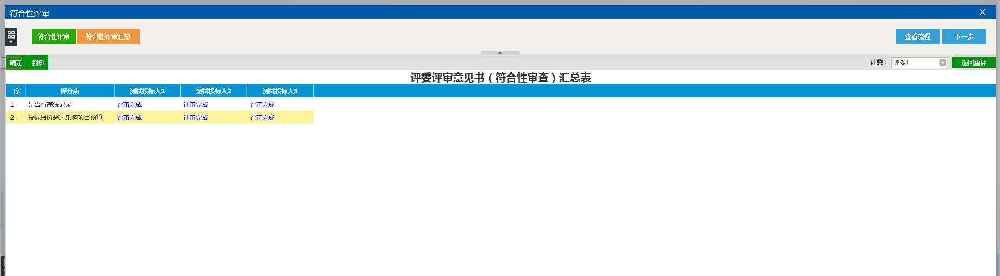 符合性评审
符合性评审 符合性评审汇总 查看流程 下一步
确定 打印 评委： 评委1 退回重评
评委评审意见书（符合性审查）汇总表
序 评分点 测试投标人1 测试投标人2 测试投标人3
1 是否有违法记录 评审完成 评审完成 评审完成
2 投标报价超过采购项目预算 评审完成 评审完成 评审完成